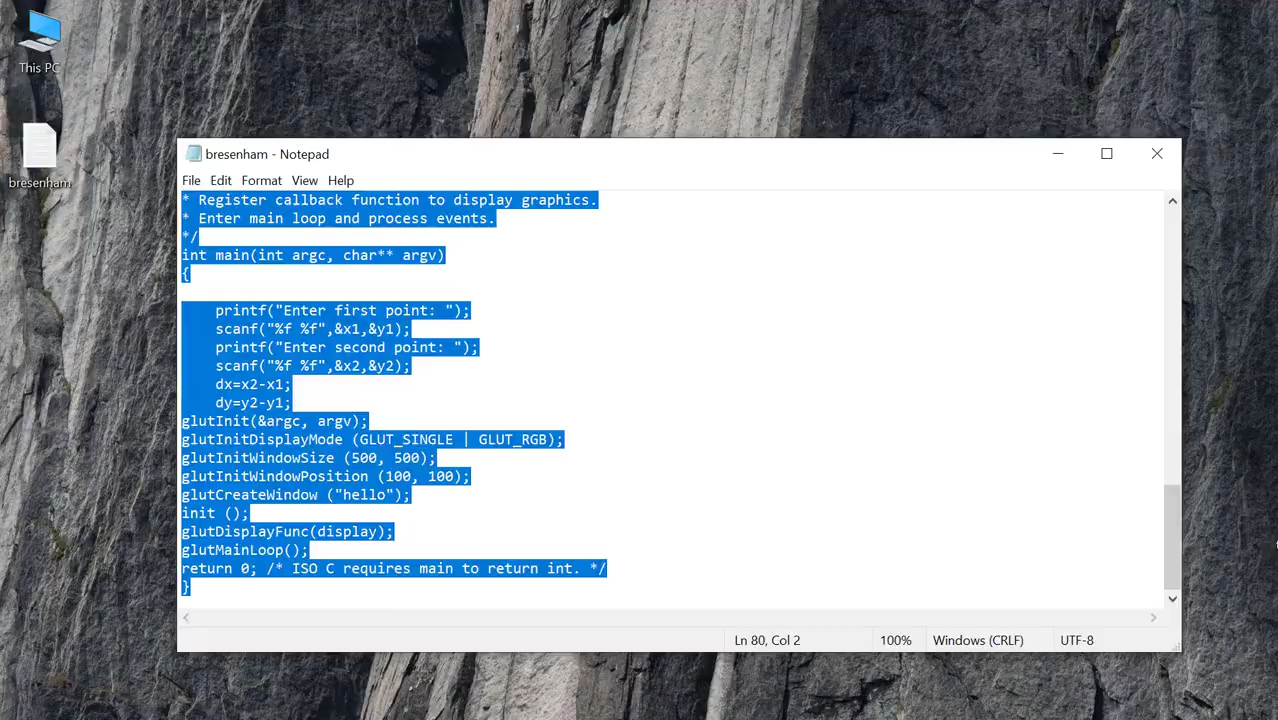 This PC
bresenham
bresenham - Notepad
File Edit Format View Help
* Register callback function to display graphics.
* Enter main loop and process events.
*/
int main(int argc, char** argv)
{
    printf("Enter first point: ");
    scanf("%f %f",&x1,&y1);
    printf("Enter second point: ");
    scanf("%f %f",&x2,&y2);
    dx=x2-x1;
    dy=y2-y1;
glutInit(&argc, argv);
glutInitDisplayMode (GLUT_SINGLE | GLUT_RGB);
glutInitWindowSize (500, 500);
glutInitWindowPosition (100, 100);
glutCreateWindow ("hello");
init ();
glutDisplayFunc(display);
glutMainLoop();
return 0; /* ISO C requires main to return int. */
}
Ln 80, Col 2 100% Windows (CRLF) UTF-8